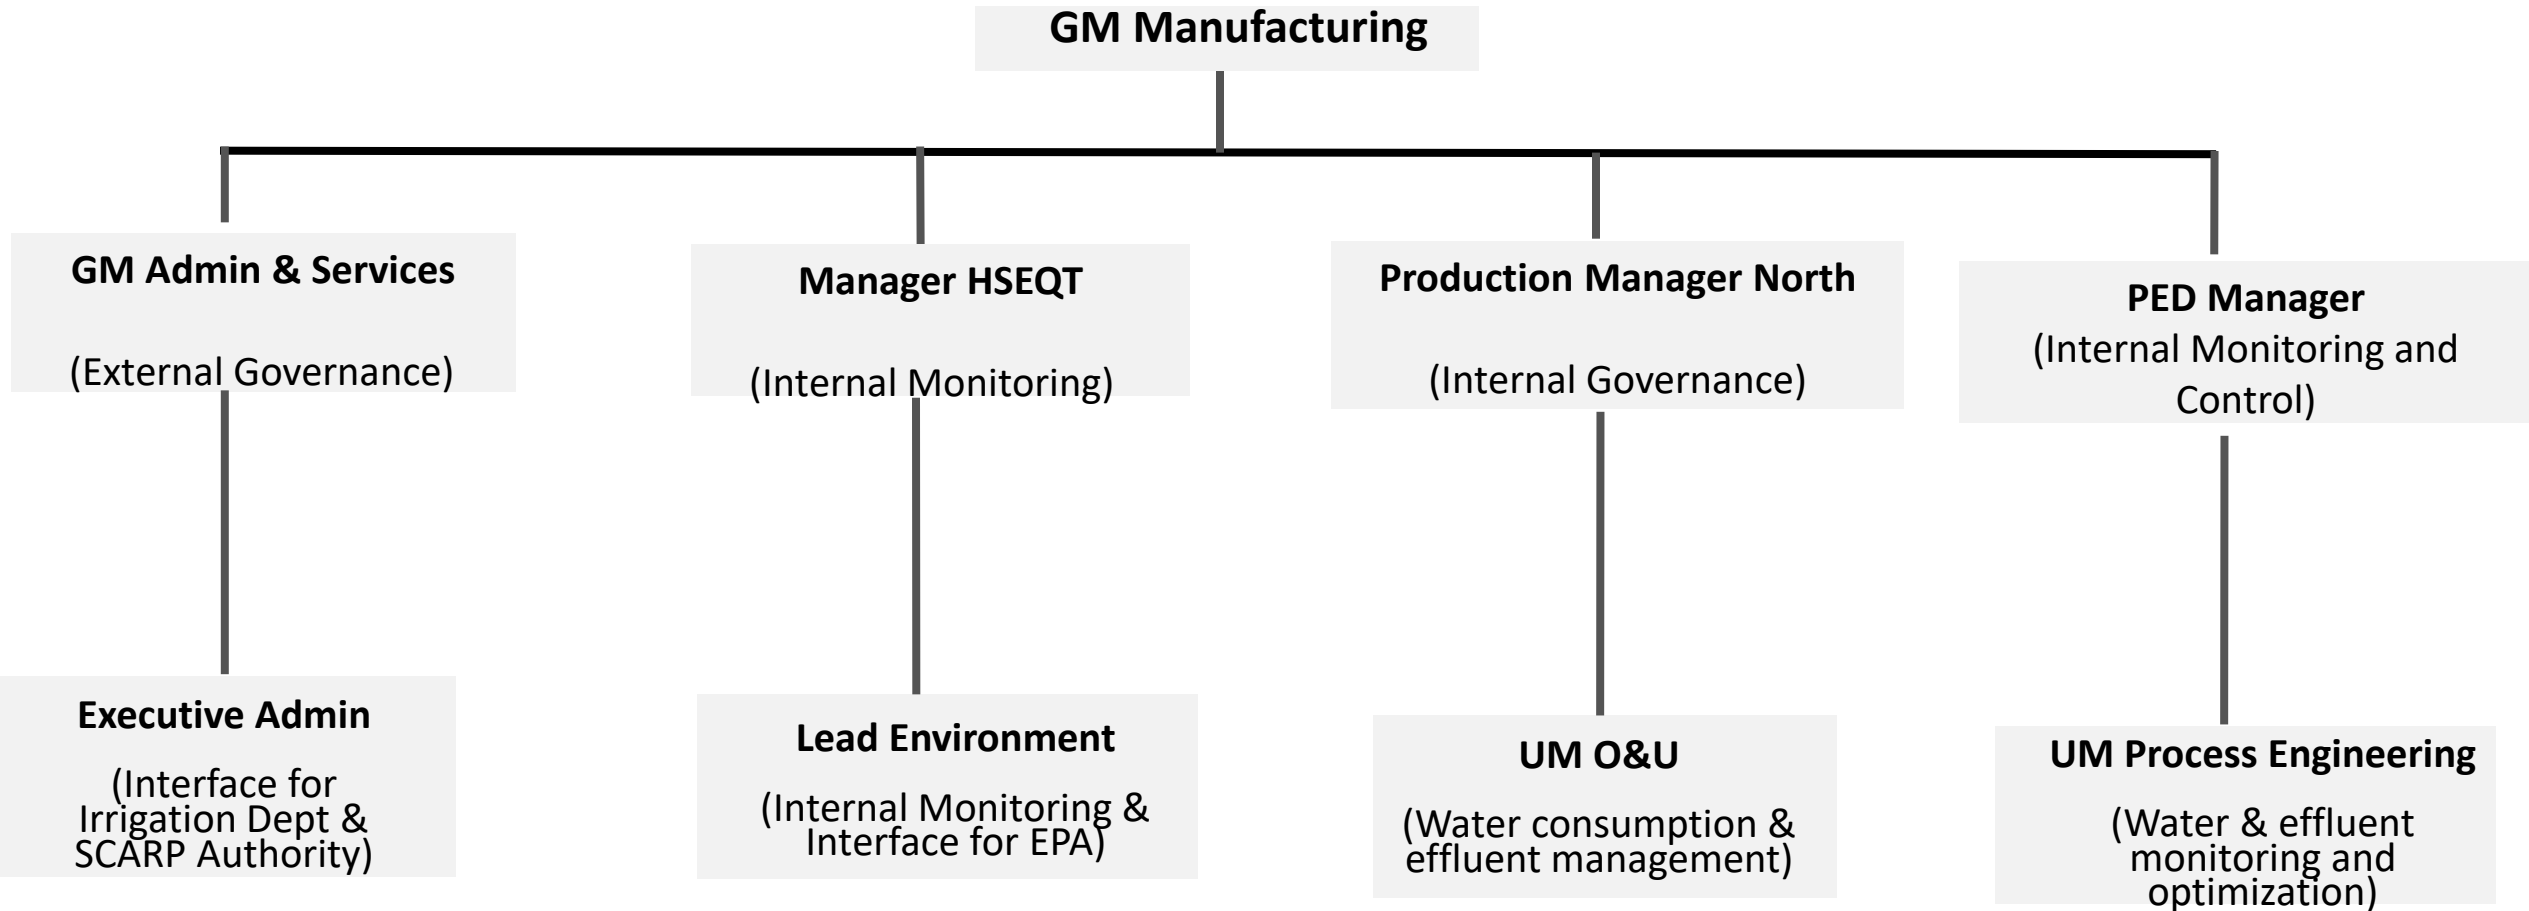 GM Manufacturing
GM Admin & Services
(External Governance)
Manager HSEQT
(Internal Monitoring)
Production Manager North
(Internal Governance)
PED Manager
(Internal Monitoring and
Control)
Executive Admin
(Interface for
Irrigation Dept &
SCARP Authority)
Lead Environment
(Internal Monitoring &
Interface for EPA)
UM O&U
(Water consumption &
effluent management)
UM Process Engineering
(Water & effluent
monitoring and
optimization)